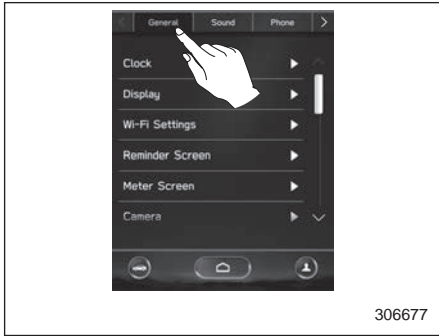 General Sound Phone
Clock
Display
Wi-Fi Settings
Reminder Screen
Meter Screen
Camera
306677